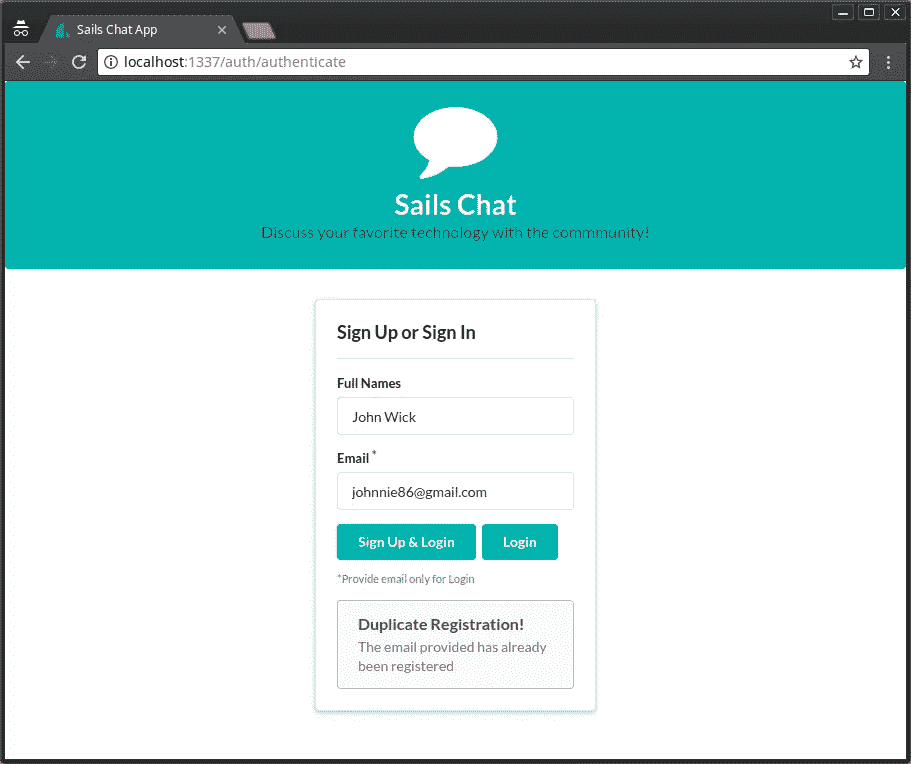 Sails Chat App
localhost:1337/auth/authenticate
Sails Chat
Discuss your favorite technology with the commmunity!
Sign Up or Sign In
Full Names
John Wick
Email *
johnnie86@gmail.com
Sign Up & Login Login
*Provide email only for Login
Duplicate Registration!
The email provided has already
been registered